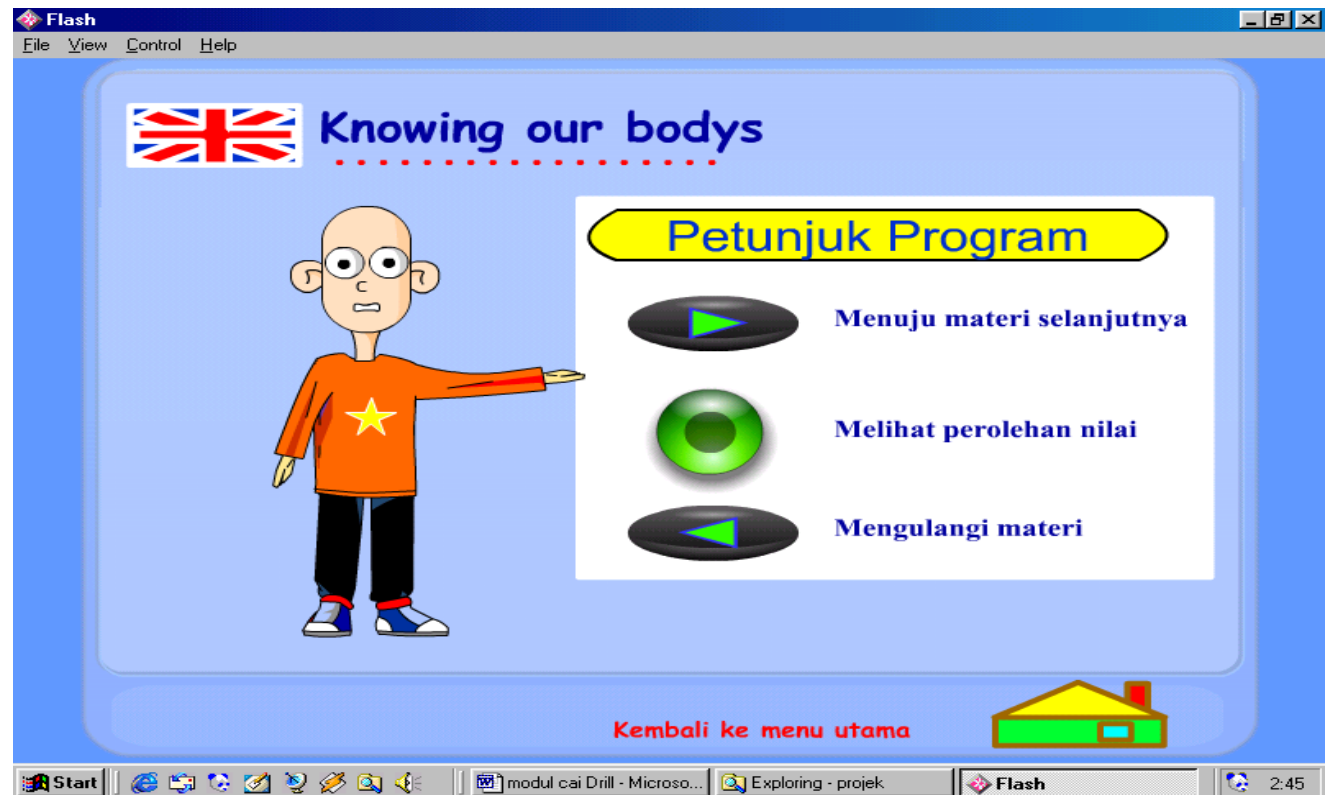 Flash
File View Control Help
Knowing our bodys
Petunjuk Program
Menuju materi selanjutnya
Melihat perolehan nilai
Mengulangi materi
Kembali ke menu utama
Start modul cai Drill - Microso... Exploring - projek Flash 2:45